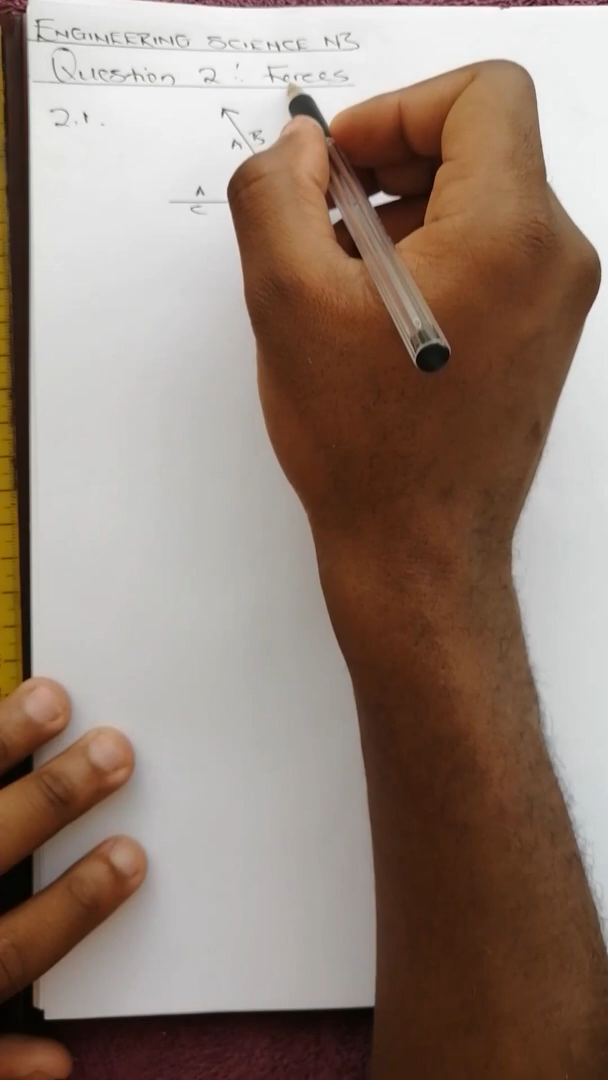 ENGINEERING SCIENCE N3
Question 2: Forces
2.1.
A B
A
C